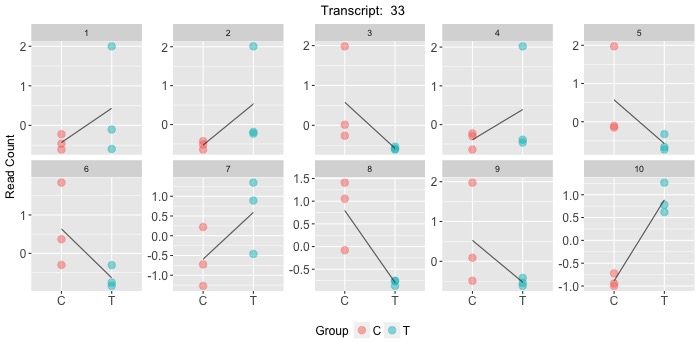 Transcript: 33
1 2 3 4 5
2 2 2 2 2
1 1 1 1 1
0 0 0 0 0
Read Count
6 7 8 9 10
1 1.0 1.5 2 1.0
0 0.5 1.0 1 0.5
0.0 0.5 0 0.0
-0.5 0.0 -0.5
-1.0 -0.5 -1.0
C T C T C T C T C T
Group C T